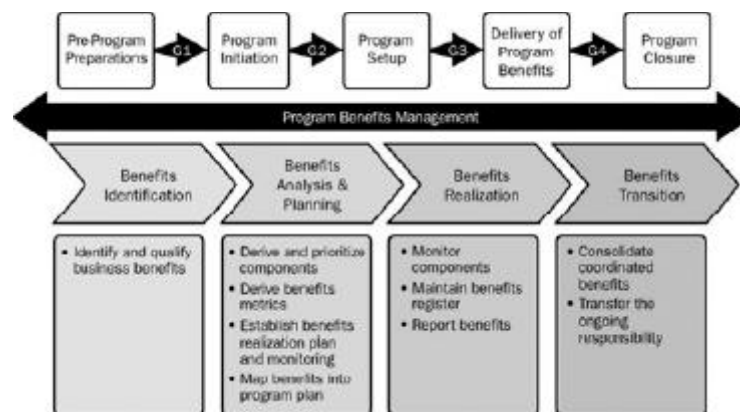 Pre-Program
Preparations
G1
Program
Initiation
G2
Program
Setup
G3
Delivery of
Program
Benefits
G4
Program
Closure
Program Benefits Management
Benefits
Identification
Benefits
Analysis &
Planning
Benefits
Realization
Benefits
Transition
• Identify and qualify
business benefits
• Derive and prioritize
components
• Derive benefits
metrics
• Establish benefits
realization plan
and monitoring
• Map benefits into
program plan
• Monitor
components
• Maintain benefits
register
• Report benefits
• Consolidate
coordinated
benefits
• Transfer the
ongoing
responsibility